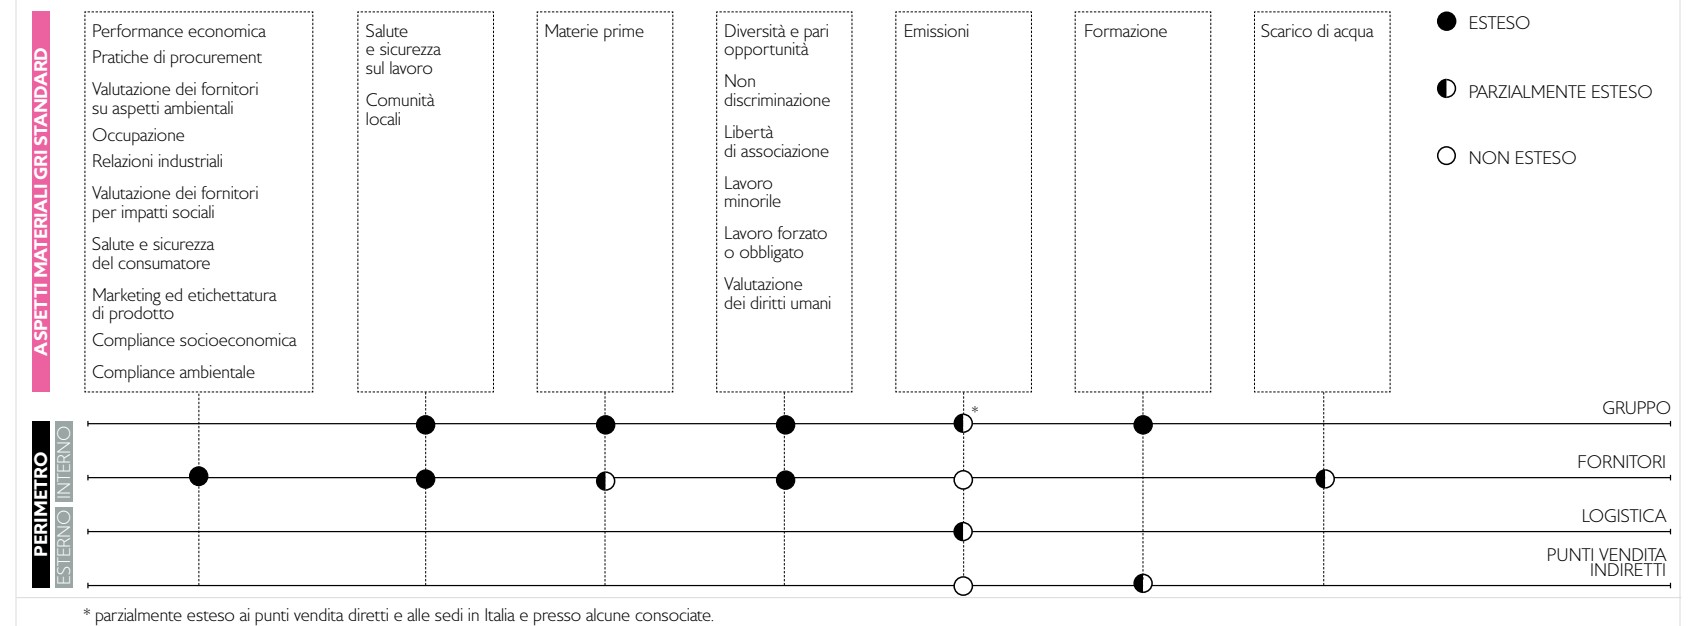 ASPETTI MATERIALI GRI STANDARD
Performance economica
Pratiche di procurement
Valutazione dei fornitori
su aspetti ambientali
Occupazione
Relazioni industriali
Valutazione dei fornitori
per impatti sociali
Salute e sicurezza
del consumatore
Marketing ed etichettatura
di prodotto
Compliance socioeconomica
Compliance ambientale
Salute
e sicurezza
sul lavoro
Comunità
locali
Materie prime
Diversità e pari
opportunità
Non
discriminazione
Libertà
di associazione
Lavoro
minorile
Lavoro forzato
o obbligato
Valutazione
dei diritti umani
Emissioni
Formazione
Scarico di acqua
ESTESO
PARZIALMENTE ESTESO
NON ESTESO
PERIMETRO
INTERNO
ESTERNO
*
GRUPPO
FORNITORI
LOGISTICA
PUNTI VENDITA
INDIRETTI
* parzialmente esteso ai punti vendita diretti e alle sedi in Italia e presso alcune consociate.